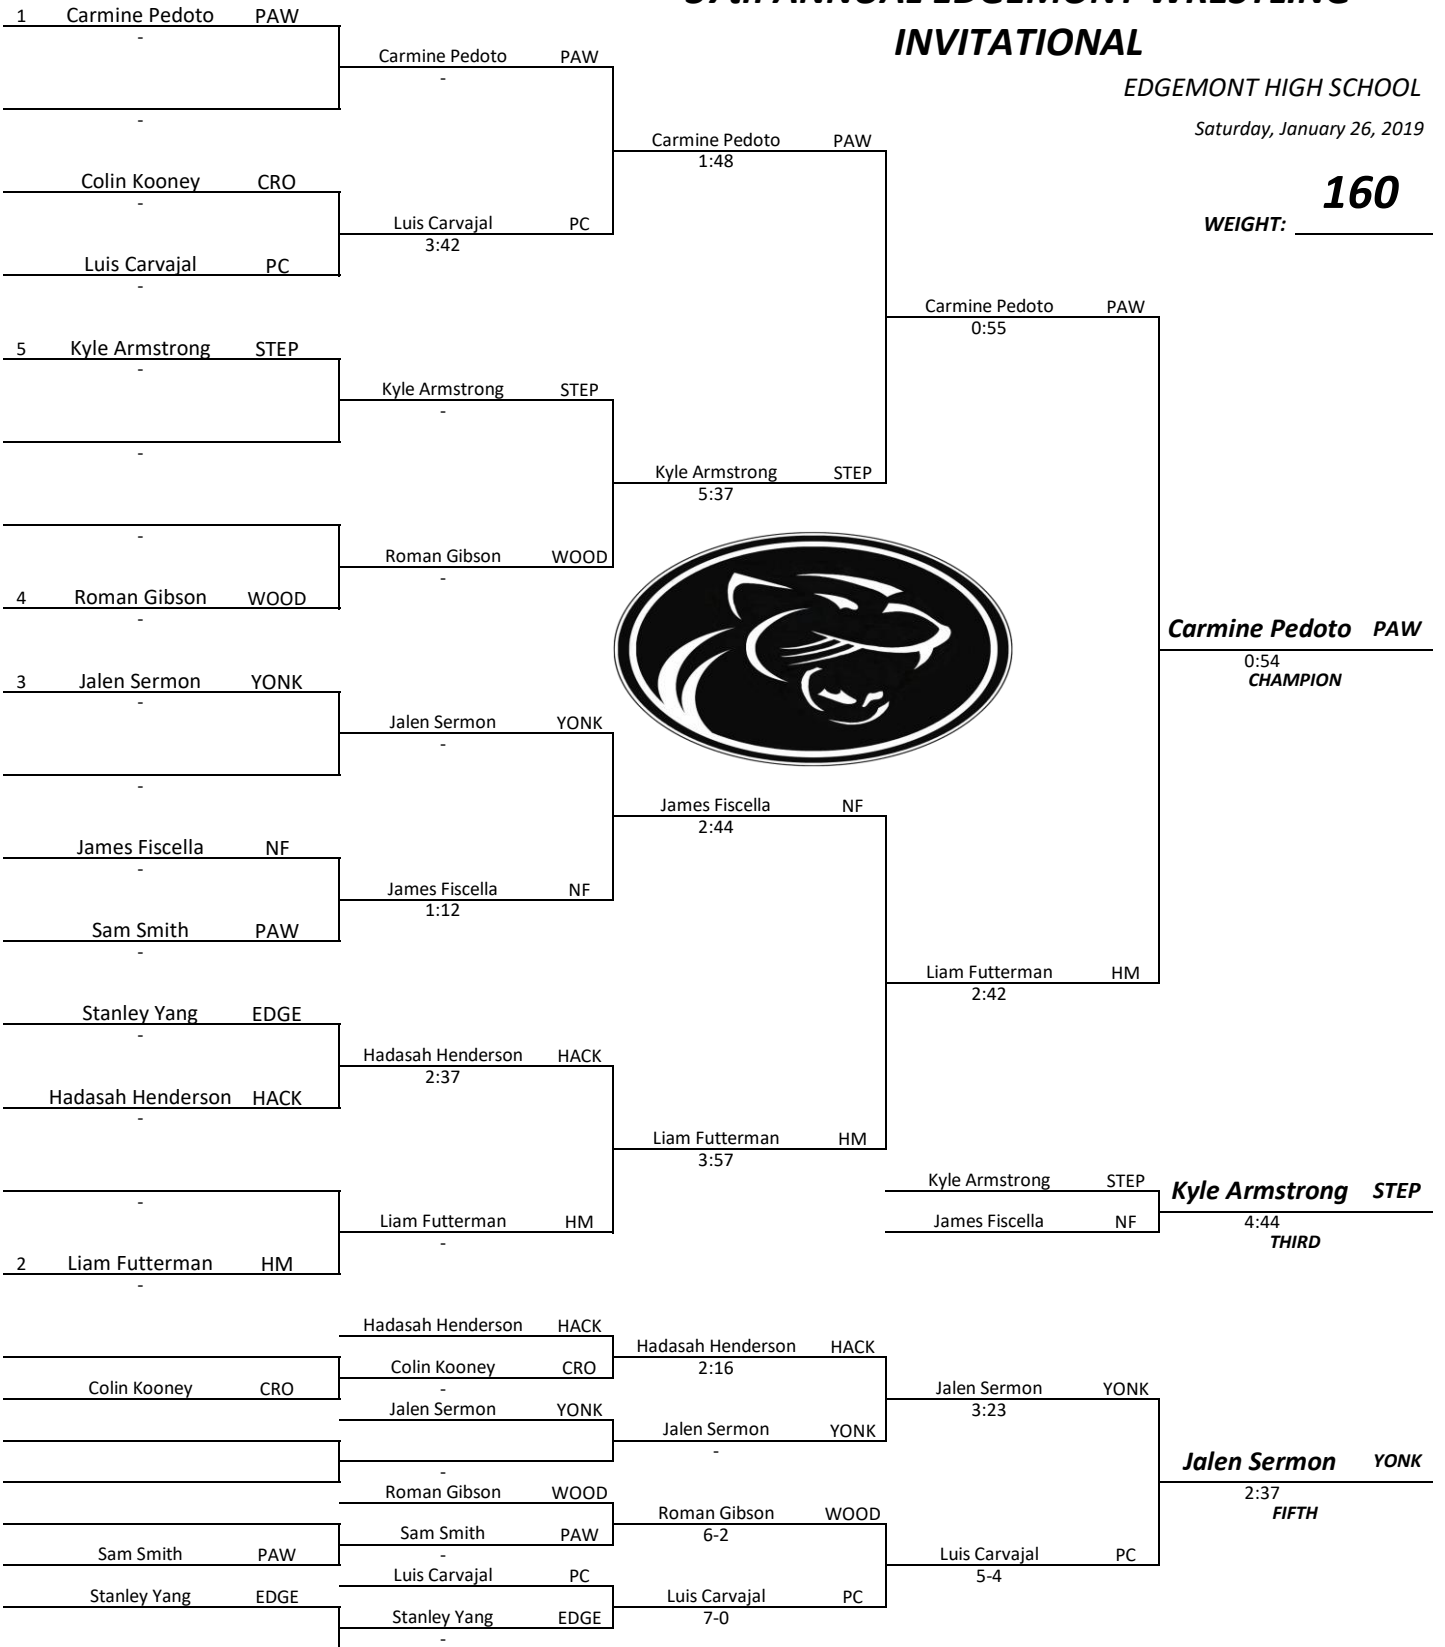 INVITATIONAL
EDGEMONT HIGH SCHOOL
Saturday, January 26, 2019
160
WEIGHT:
1 Carmine Pedoto PAW
-
-
Colin Kooney CRO
-
Luis Carvajal PC
-
5 Kyle Armstrong STEP
-
-
-
4 Roman Gibson WOOD
-
3 Jalen Sermon YONK
-
-
James Fiscella NF
-
Sam Smith PAW
-
Stanley Yang EDGE
-
Hadasah Henderson HACK
-
-
2 Liam Futterman HM
-
Carmine Pedoto PAW
-
Luis Carvajal PC
3:42
Kyle Armstrong STEP
-
Roman Gibson WOOD
-
Jalen Sermon YONK
-
James Fiscella NF
1:12
Hadasah Henderson HACK
2:37
Liam Futterman HM
-
Carmine Pedoto PAW
1:48
Kyle Armstrong STEP
5:37
James Fiscella NF
2:44
Liam Futterman HM
3:57
Carmine Pedoto PAW
0:55
Liam Futterman HM
2:42
Carmine Pedoto PAW
0:54
CHAMPION
Kyle Armstrong STEP
James Fiscella NF
Kyle Armstrong STEP
4:44
THIRD
Colin Kooney CRO
Sam Smith PAW
Stanley Yang EDGE
Hadasah Henderson HACK
Colin Kooney CRO
-
Jalen Sermon YONK
-
Roman Gibson WOOD
Sam Smith PAW
-
Luis Carvajal PC
Stanley Yang EDGE
-
Hadasah Henderson HACK
2:16
Jalen Sermon YONK
-
Roman Gibson WOOD
6-2
Luis Carvajal PC
7-0
Jalen Sermon YONK
3:23
Luis Carvajal PC
5-4
Jalen Sermon YONK
2:37
FIFTH